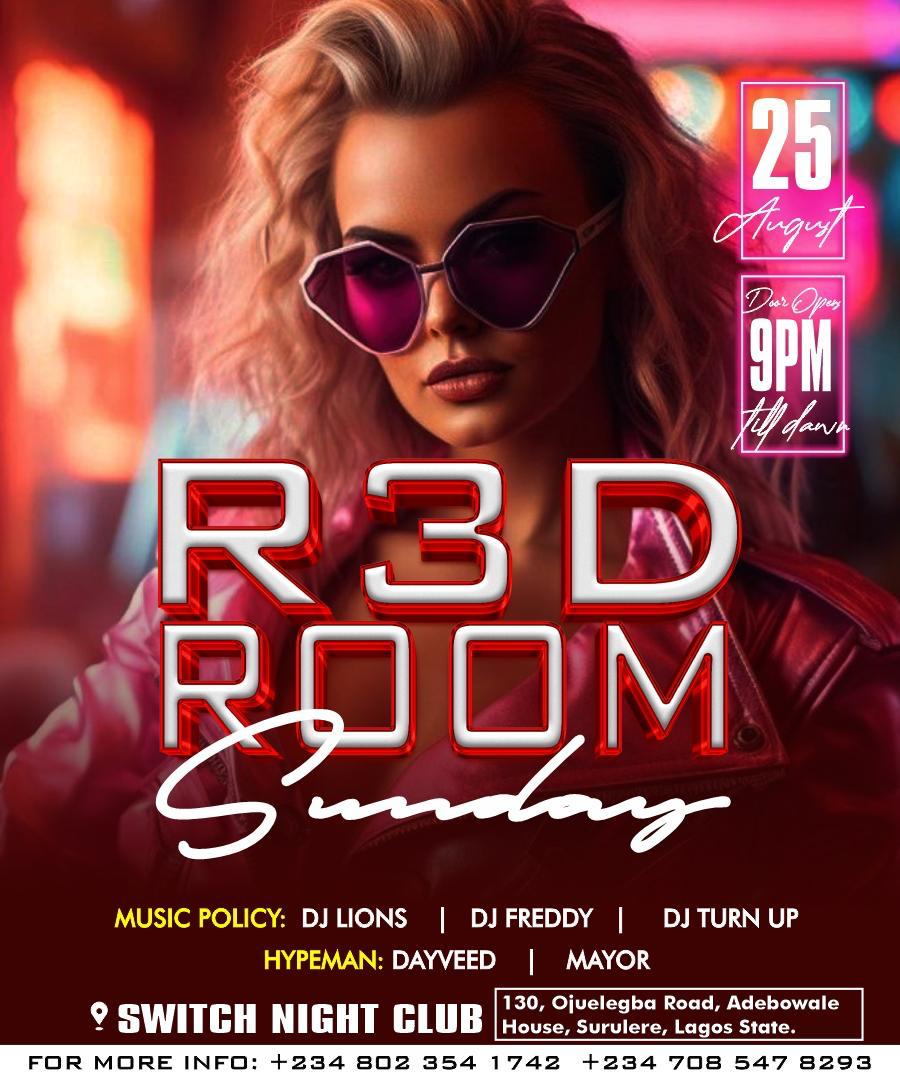 25
August
Door Open
9PM
till dawn
R3D
ROOM
Sunday
MUSIC POLICY: DJ LIONS | DJ FREDDY | DJ TURN UP
HYPEMAN: DAYVEED | MAYOR
SWITCH NIGHT CLUB
130, Ojuelegba Road, Adebowale
House, Surulere, Lagos State.
FOR MORE INFO: +234 802 354 1742 +234 708 547 8293